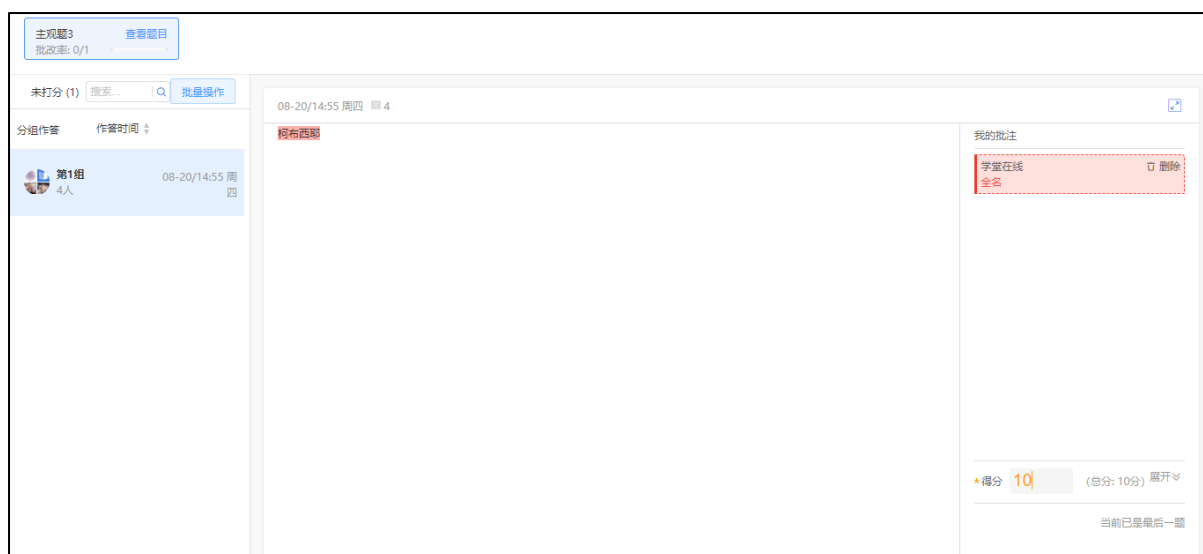 主观题3 查看题目
批改率: 0/1
未打分 (1) 搜索... 批量操作
分组作答 作答时间
第1组 08-20/14:55 周
4人 四
08-20/14:55 周四 4
柯布西耶
我的批注
学堂在线 删除
全名
*得分 10 (总分: 10分) 展开
当前已是最后一题